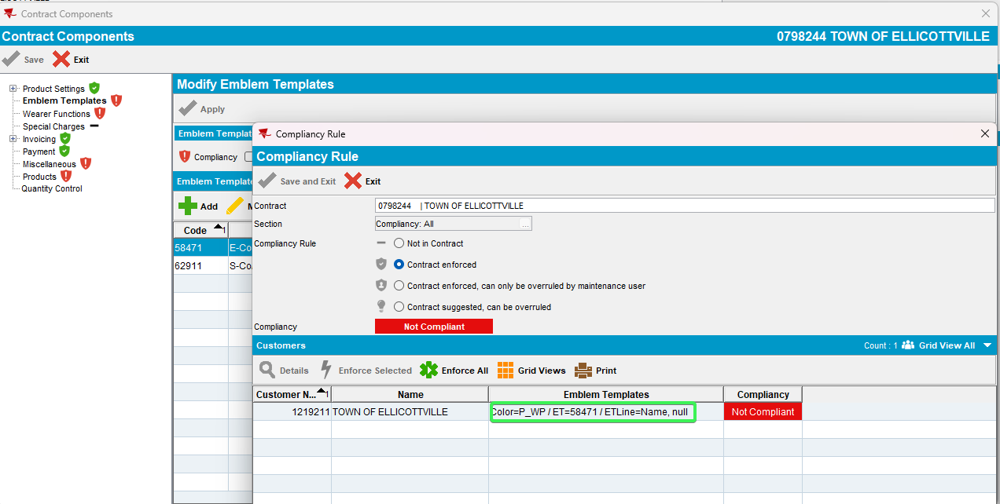 Contract Components
Contract Components
0798244 TOWN OF ELLICOTTVILLE
Save
Exit
Product Settings
Emblem Templates
Wearer Functions
Special Charges
Invoicing
Payment
Miscellaneous
Products
Quantity Control
Modify Emblem Templates
Apply
Emblem Templat
Compliancy
Emblem Template
Add
Code
1
58471
E-Co
62911
S-Co
Compliancy Rule
Compliancy Rule
Save and Exit
Exit
Contract
0798244 | TOWN OF ELLICOTTVILLE
Section
Compliancy: All
...
Compliancy Rule
Not in Contract
Contract enforced
Contract enforced, can only be overruled by maintenance user
Contract suggested, can be overruled
Compliancy
Not Compliant
Customers
Count : 1
Grid View All
Details
Enforce Selected
Enforce All
Grid Views
Print
Customer N... 1
Name
Emblem Templates
Compliancy
1219211
TOWN OF ELLICOTTVILLE
Color=P_WP / ET=58471 / ETLine=Name, null
Not Compliant